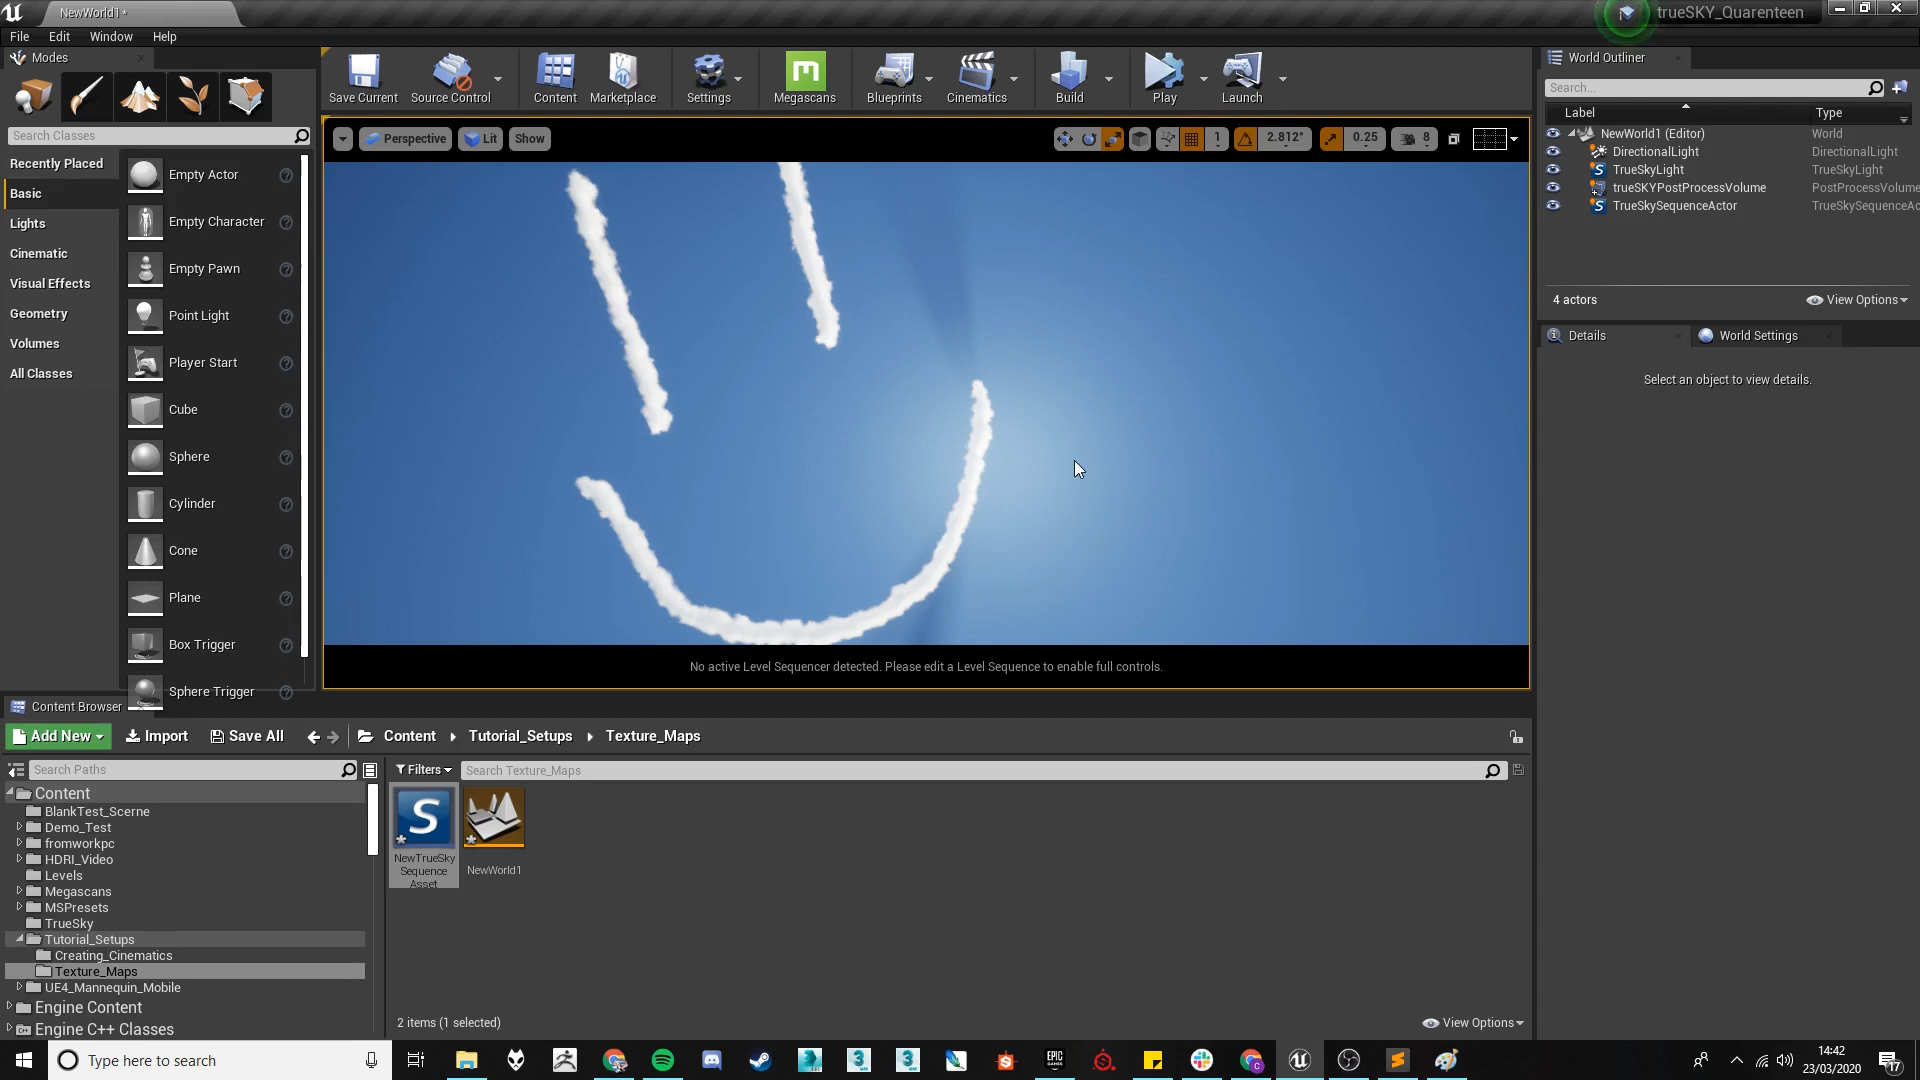 NewWorld1*
trueSKY_Quarenteen
File Edit Window Help
Modes
Save Current
Source Control
Content
Marketplace
Settings
Megascans
Blueprints
Cinematics
Build
Play
Launch
World Outliner
Search...
Label Type
NewWorld1 (Editor) World
DirectionalLight DirectionalLight
TrueSkyLight TrueSkyLight
trueSKYPostProcessVolume PostProcessVolume
TrueSkySequenceActor TrueSkySequenceAc
4 actors
View Options
Details
World Settings
Select an object to view details.
Search Classes
Recently Placed
Basic
Lights
Cinematic
Visual Effects
Geometry
Volumes
All Classes
Empty Actor
Empty Character
Empty Pawn
Point Light
Player Start
Cube
Sphere
Cylinder
Cone
Plane
Box Trigger
Sphere Trigger
Perspective
Lit
Show
1
2.812°
0.25
8
No active Level Sequencer detected. Please edit a Level Sequence to enable full controls.
Content Browser
Add New
Import
Save All
Content
Tutorial_Setups
Texture_Maps
Search Paths
Filters
Search Texture_Maps
Content
BlankTest_Scerne
Demo_Test
fromworkpc
HDRI_Video
Levels
Megascans
MSPresets
TrueSky
Tutorial_Setups
Creating_Cinematics
Texture_Maps
UE4_Mannequin_Mobile
Engine Content
Engine C++ Classes
NewTrueSky
Sequence
Asset
NewWorld1
2 items (1 selected)
View Options
Type here to search
14:42
23/03/2020
17